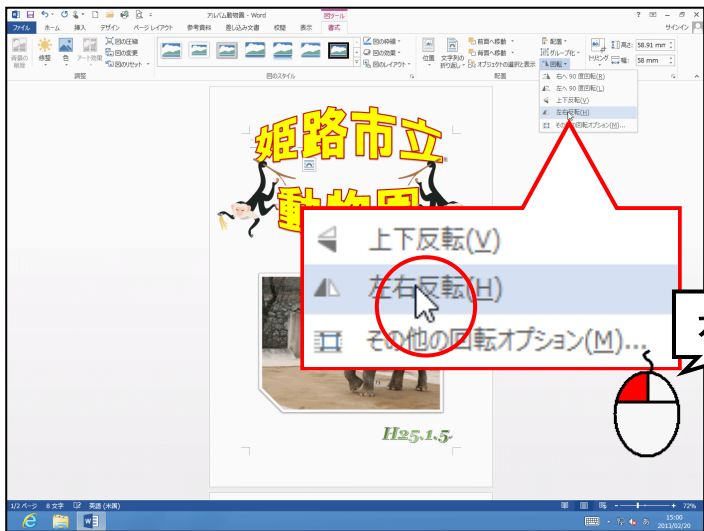 アルバム動物園 - Word
図ツール
サインイン
ファイル ホーム 挿入 デザイン ページ レイアウト 参考資料 差し込み文書 校閲 表示 書式
背景の削除 修整 色 アート効果
図の圧縮
図の変更
図のリセット
調整
図のスタイル
図の枠線
図の効果
図のレイアウト
位置 文字列の折り返し
前面へ移動
背面へ移動
オブジェクトの選択と表示
配置
グループ化
回転
配置
トリミング
高さ: 58.91 mm
幅: 58 mm
右へ 90 度回転(R)
左へ 90 度回転(L)
上下反転(V)
左右反転(H)
その他の回転オプション(M)...
姫路市立
動物園
上下反転(V)
左右反転(H)
その他の回転オプション(M)...
H25.1.5
1/2 ページ 8 文字 英語 (米国)
72%
15:00
2013/02/20